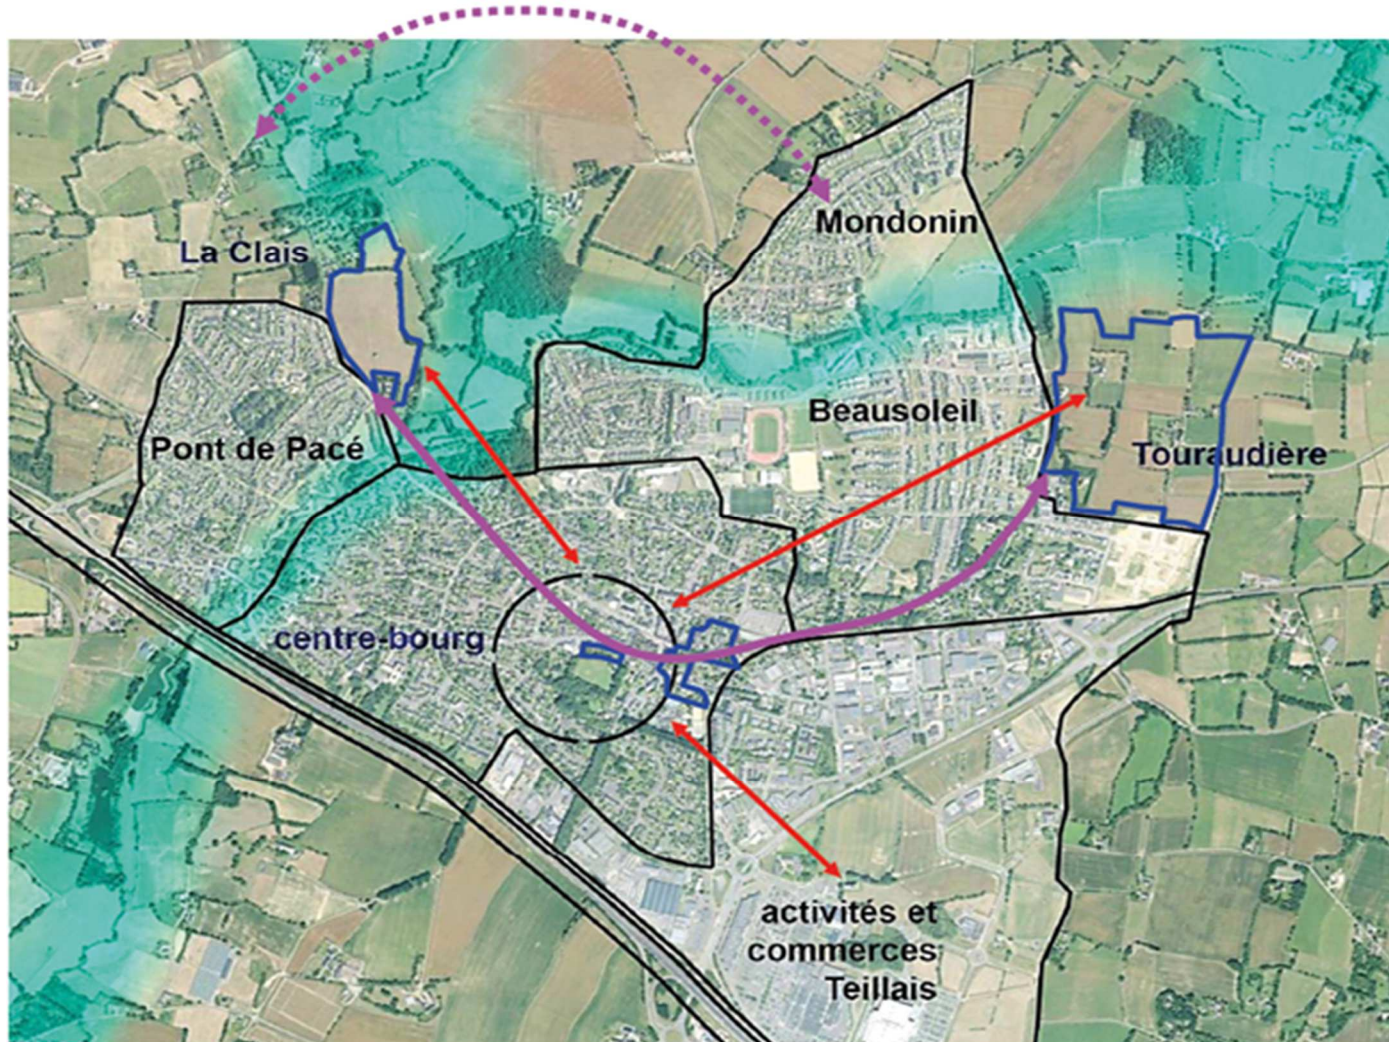 Mondonin
La Clais
Beausoleil
Pont de Pacé
Touraudière
centre-bourg
activités et
commerces
Teillais